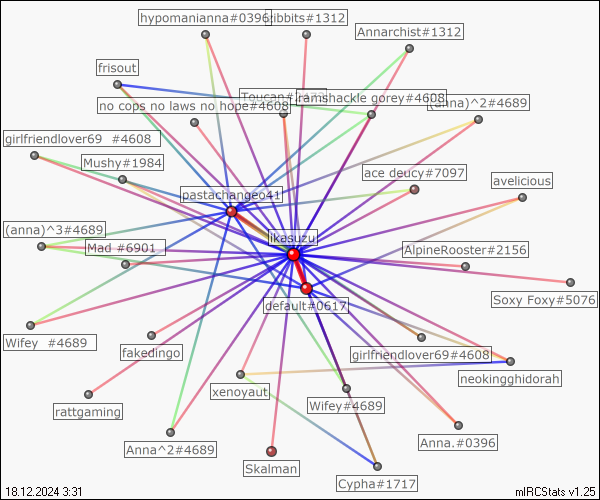 hypomanianna#0396
ribbits#1312
Annarchist#1312
frisout
ramshackle gorey#4608
(anna)^2#4689
no cops no laws no hope#4608
girlfriendlover69 #4608
Mushy#1984
ace deucy#7097
avelicious
pastachangeo41
(anna)^3#4689
likasuzu
Mad #6901
AlpineRooster#2156
default#0617
Soxy Foxy#5076
Wifey #4689
fakedingo
girlfriendlover69#4608
neokingghidorah
xenoyaut
Wifey#4689
rattgaming
Anna^2#4689
Anna.#0396
Skalman
Cypha#1717
18.12.2024 3:31
mIRCStats v1.25